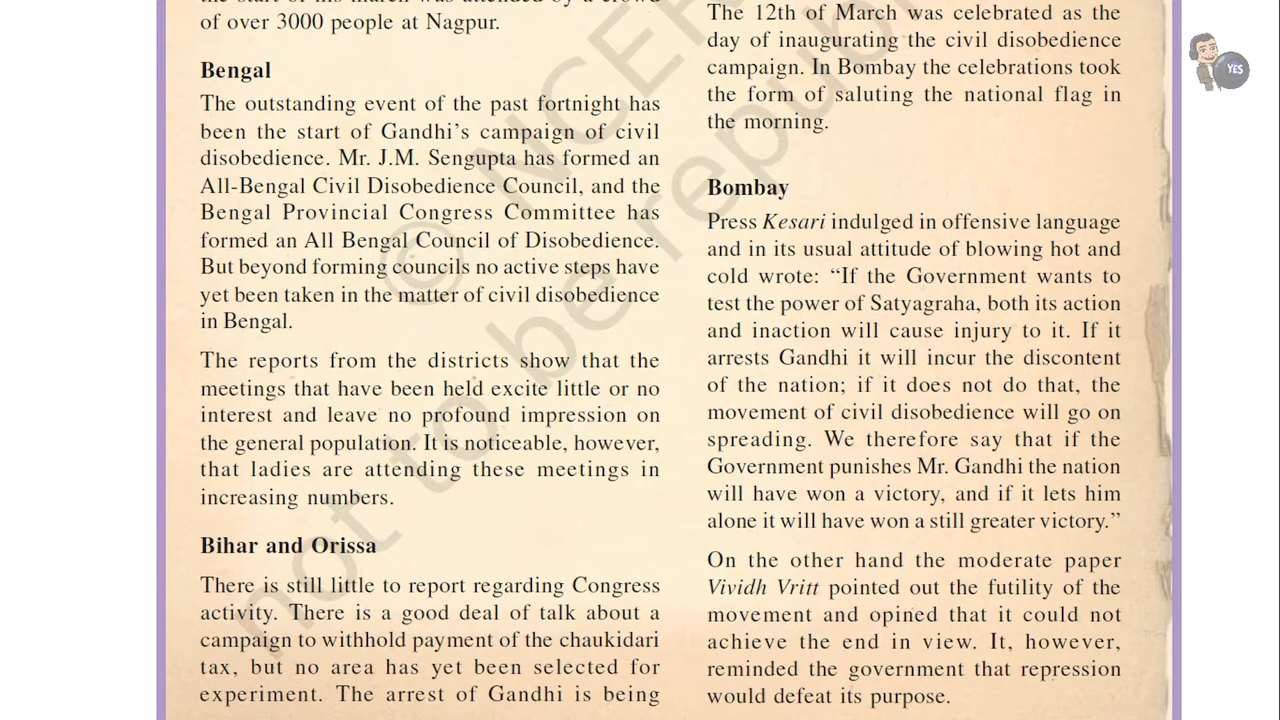 the start of his march was attended by a crowd
of over 3000 people at Nagpur.
Bengal
The outstanding event of the past fortnight has
been the start of Gandhi's campaign of civil
disobedience. Mr. J.M. Sengupta has formed an
All-Bengal Civil Disobedience Council, and the
Bengal Provincial Congress Committee has
formed an All Bengal Council of Disobedience.
But beyond forming councils no active steps have
yet been taken in the matter of civil disobedience
in Bengal.
The reports from the districts show that the
meetings that have been held excite little or no
interest and leave no profound impression on
the general population. It is noticeable, however,
that ladies are attending these meetings in
increasing numbers.
Bihar and Orissa
There is still little to report regarding Congress
activity. There is a good deal of talk about a
campaign to withhold payment of the chaukidari
tax, but no area has yet been selected for
experiment. The arrest of Gandhi is being
The 12th of March was celebrated as the
day of inaugurating the civil disobedience
campaign. In Bombay the celebrations took
the form of saluting the national flag in
the morning.
Bombay
Press Kesari indulged in offensive language
and in its usual attitude of blowing hot and
cold wrote: “If the Government wants to
test the power of Satyagraha, both its action
and inaction will cause injury to it. If it
arrests Gandhi it will incur the discontent
of the nation; if it does not do that, the
movement of civil disobedience will go on
spreading. We therefore say that if the
Government punishes Mr. Gandhi the nation
will have won a victory, and if it lets him
alone it will have won a still greater victory.”
On the other hand the moderate paper
Vividh Vritt pointed out the futility of the
movement and opined that it could not
achieve the end in view. It, however,
reminded the government that repression
would defeat its purpose.
© NCER
not to be republ
YES